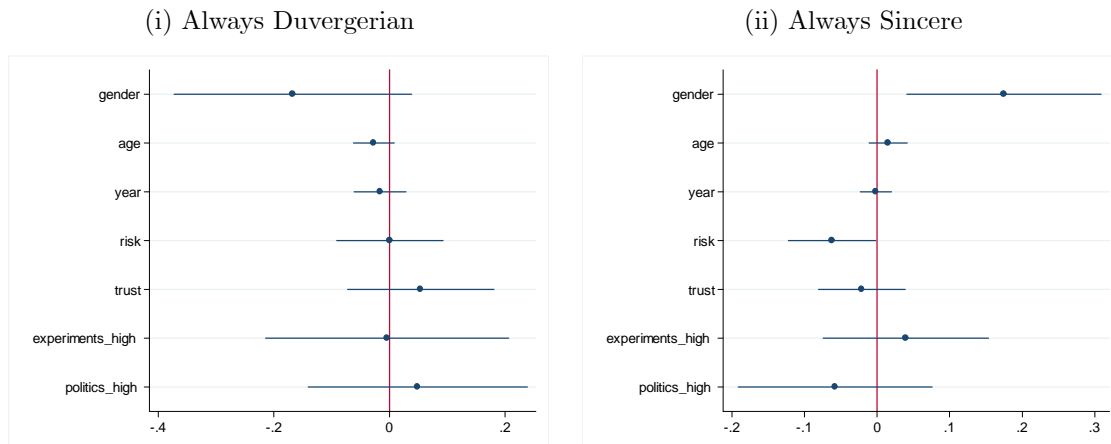 (i) Always Duvergerian
gender
age
year
risk
trust
experiments_high
politics_high
-.4 -.2 0 .2
(ii) Always Sincere
gender
age
year
risk
trust
experiments_high
politics_high
-.2 -.1 0 .1 .2 .3